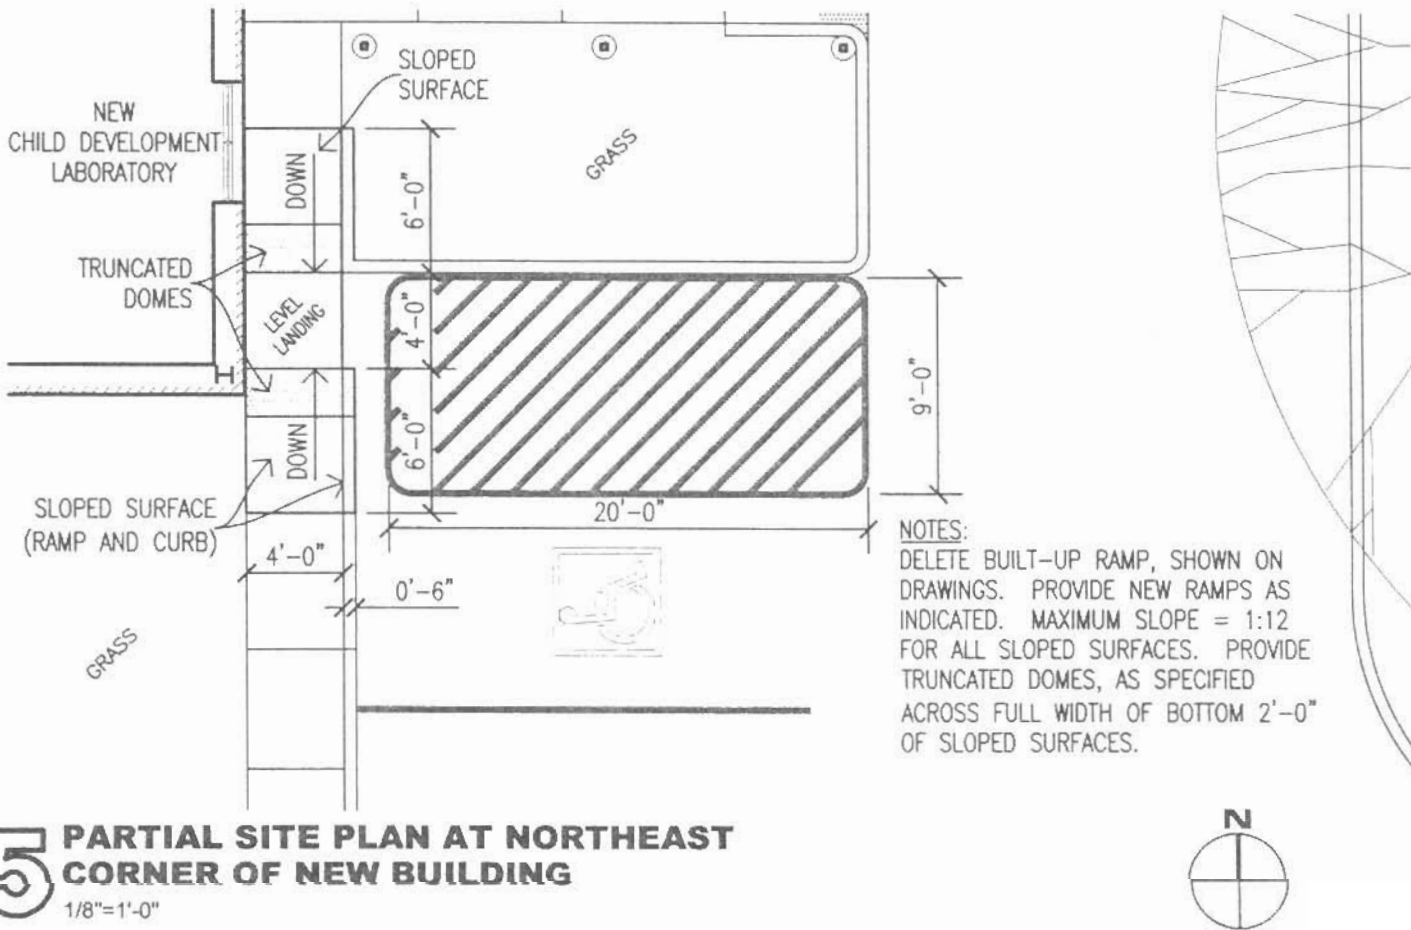 SLOPED
SURFACE
NEW
CHILD DEVELOPMENT
LABORATORY
GRASS
DOWN
6'-0"
TRUNCATED
DOMES
LEVEL
LANDING
4'-0"
9'-0"
DOWN
6'-0"
SLOPED SURFACE
(RAMP AND CURB)
20'-0"
4'-0"
0'-6"
GRASS
NOTES:
DELETE BUILT-UP RAMP, SHOWN ON
DRAWINGS. PROVIDE NEW RAMPS AS
INDICATED. MAXIMUM SLOPE = 1:12
FOR ALL SLOPED SURFACES. PROVIDE
TRUNCATED DOMES, AS SPECIFIED
ACROSS FULL WIDTH OF BOTTOM 2'-0"
OF SLOPED SURFACES.
5 PARTIAL SITE PLAN AT NORTHEAST
CORNER OF NEW BUILDING
1/8"=1'-0"
N